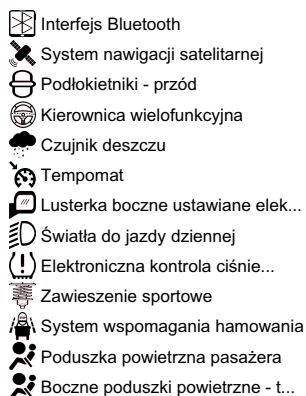 Interfejs Bluetooth
System nawigacji satelitarnej
Podłokietniki - przód
Kierownica wielofunkcyjna
Czujnik deszczu
Tempomat
Lusterka boczne ustawiane elek...
Światła do jazdy dziennej
Elektroniczna kontrola ciśnie...
Zawieszenie sportowe
System wspomagania hamowania
Poduszka powietrzna pasażera
Boczne poduszki powietrzne - t...